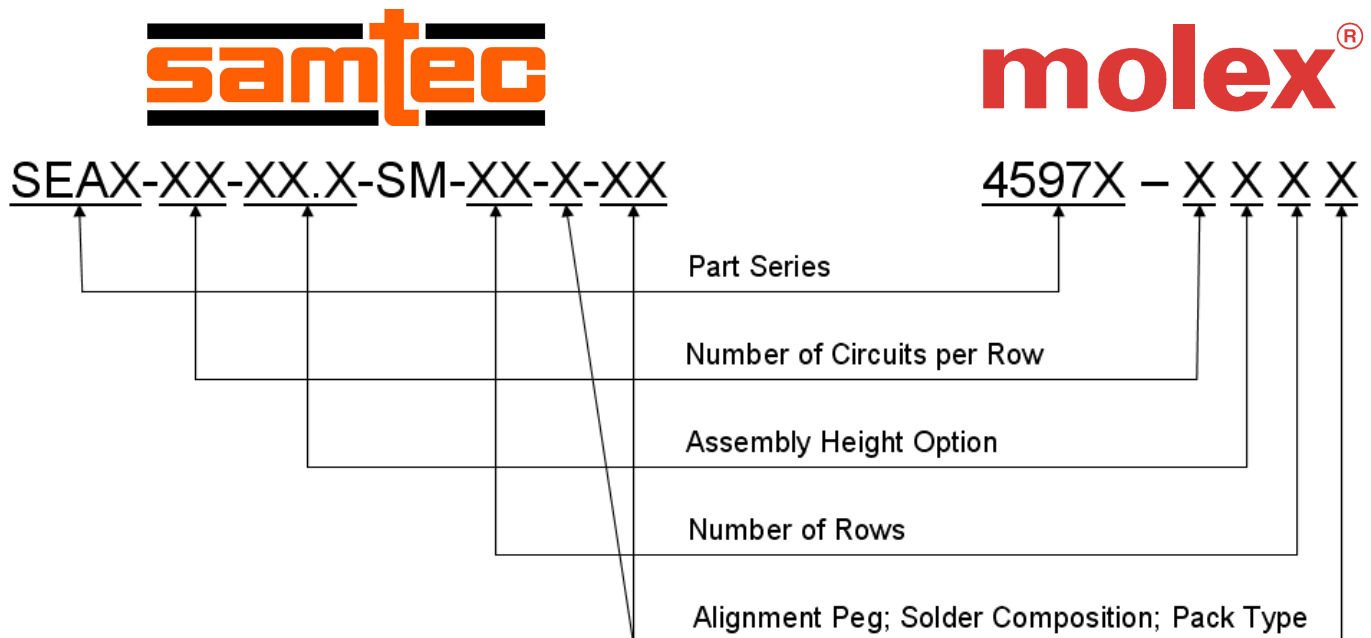 samtec
molex®
SEAX-XX-XX.X-SM-XX-X-XX
4597X – X X X X
Part Series
Number of Circuits per Row
Assembly Height Option
Number of Rows
Alignment Peg; Solder Composition; Pack Type